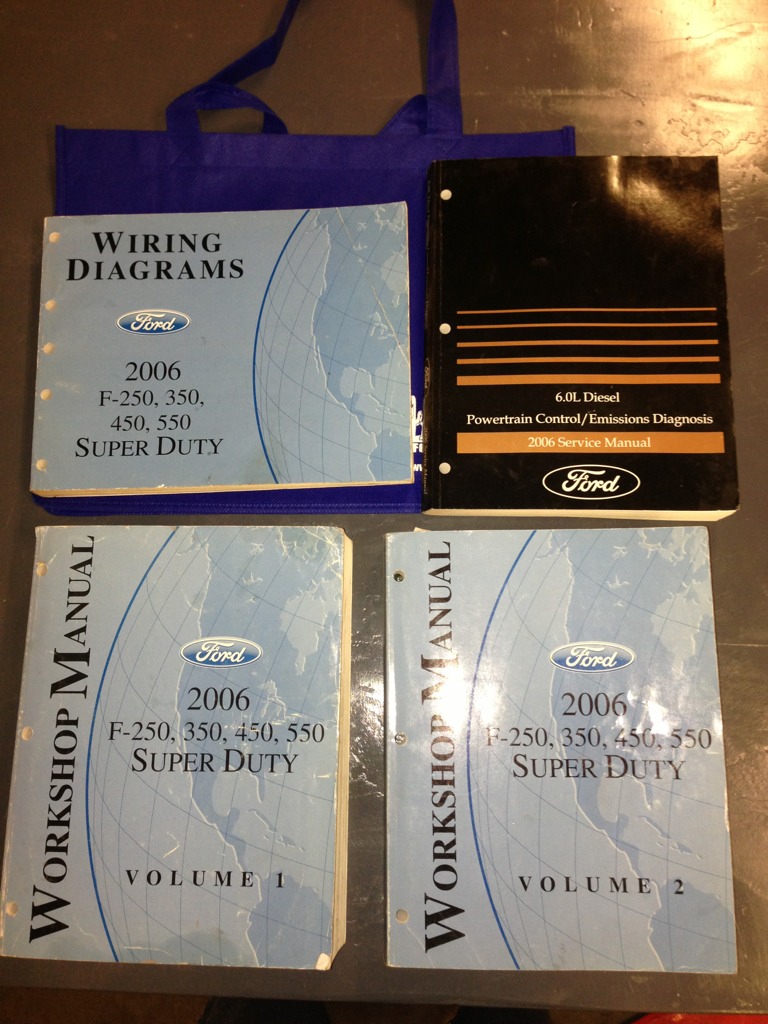 WIRING
DIAGRAMS
Ford
2006
F-250, 350,
450, 550
SUPER DUTY
6.0L Diesel
Powertrain Control/Emissions Diagnosis
2006 Service Manual
Ford
WORKSHOP MANUAL
Ford
2006
F-250, 350, 450, 550
SUPER DUTY
VOLUME 1
WORKSHOP MANUAL
Ford
2006
F-250, 350, 450, 550
SUPER DUTY
VOLUME 2